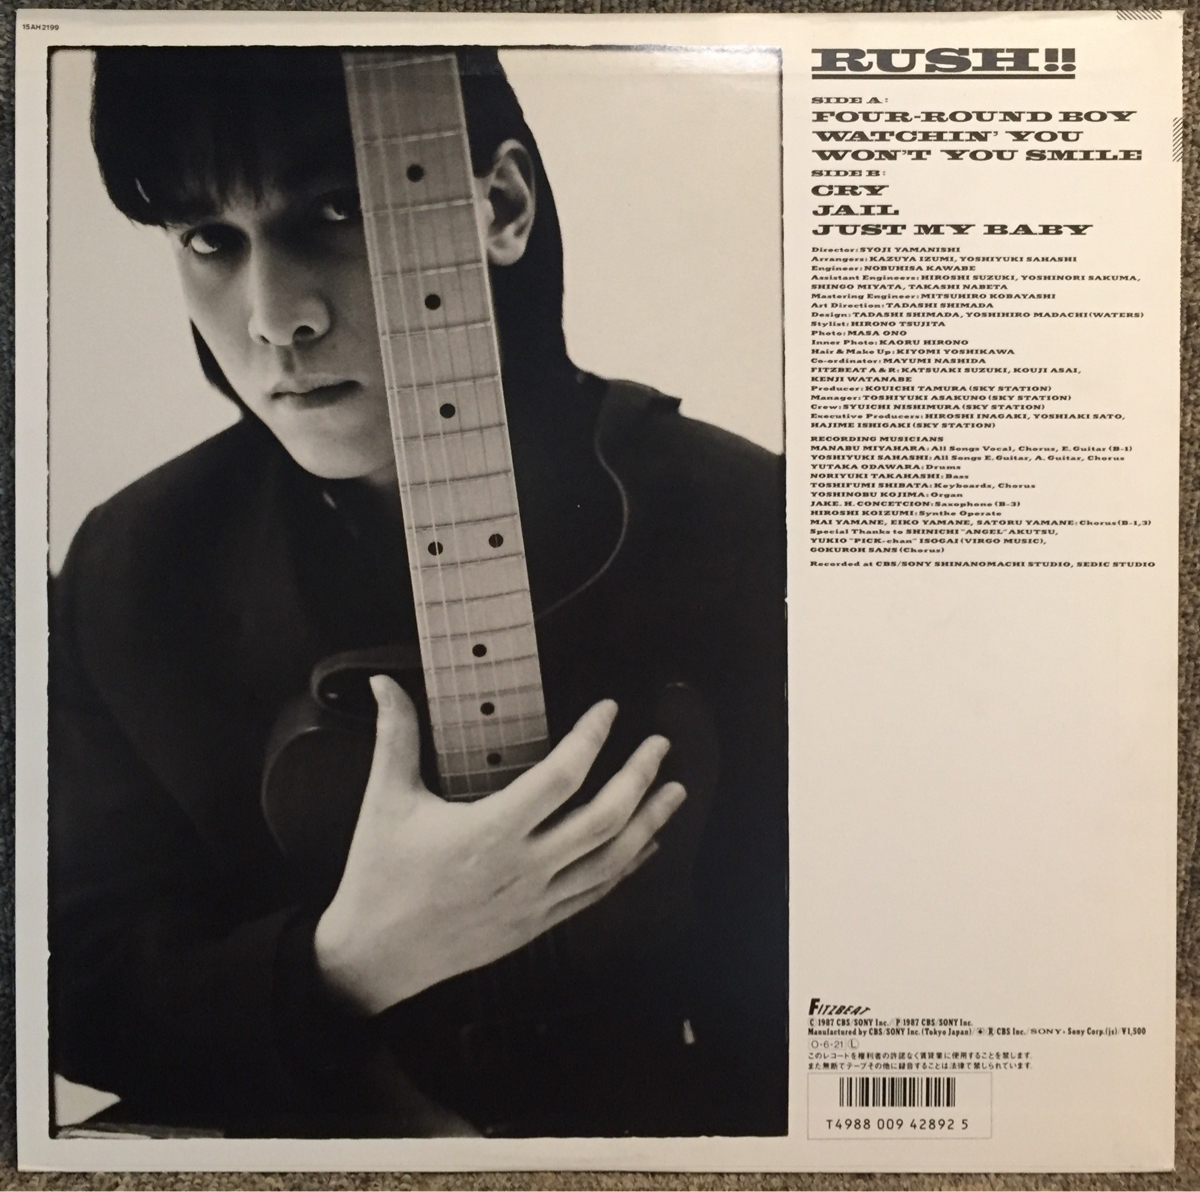 15AH2199
RUSH!!
SIDE A:
FOUR-ROUND BOY
WATCHIN' YOU
WON'T YOU SMILE
SIDE B:
CRY
JAIL
JUST MY BABY
Director: SYOJI YAMANISHI
Arrangers: KAZUYA IZUMI, YOSHIYUKI SAHASHI
Engineer: NOBUHISA KAWABE
Assistant Engineers: HIROSHI SUZUKI, YOSHINORI SAKUMA,
SHINGO MIYATA, TAKASHI NABETA
Mastering Engineer: MITSUHIRO KOBAYASHI
Art Direction: TADASHI SHIMADA
Design: TADASHI SHIMADA, YOSHIHIRO MADACHI (WATERS)
Stylist: HIRONO TSUJITA
Photo: MASA ONO
Inner Photo: KAORU HIRONO
Hair & Make Up: KIYOMI YOSHIKAWA
Co-ordinator: MAYUMI NASHIDA
FITZBEAT A&R: KATSUAKI SUZUKI, KOUJI ASAI,
KENJI WATANABE
Producer: KOUICHI TAMURA (SKY STATION)
Manager: TOSHIYUKI ASAKUNO (SKY STATION)
Crew: SYUICHI NISHIMURA (SKY STATION)
Executive Producers: HIROSHI INAGAKI, YOSHIAKI SATO,
HAJIME ISHIGAKI (SKY STATION)
RECORDING MUSICIANS
MANABU MIYAHARA: All Songs Vocal, Chorus, E. Guitar (B-1)
YOSHIYUKI SAHASHI: All Songs E. Guitar, A. Guitar, Chorus
YUTAKA ODAWARA: Drums
NORIYUKI TAKAHASHI: Bass
TOSHIFUMI SHIBATA: Keyboards, Chorus
YOSHINOBU KOJIMA: Organ
JAKE. H. CONCETCION: Saxophone (B-3)
HIROSHI KOIZUMI: Synthe Operate
MAI YAMANE, EIKO YAMANE, SATORU YAMANE: Chorus (B-1,3)
Special Thanks to SHINICHI "ANGEL" AKUTSU,
YUKIO "PICK-chan" ISOGAI (VIRGO MUSIC),
GOKUROH SANS (Chorus)
Recorded at CBS/SONY SHINANOMACHI STUDIO, SEDIC STUDIO
FITZBEAT
Ⓒ 1987 CBS/SONY Inc./Ⓟ 1987 CBS/SONY Inc.
Manufactured by CBS/SONY Inc. (Tokyo Japan)/ Ⓡ CBS Inc./SONY® Sony Corp. (js) ¥1,500
O-6-21 Ⓛ
このレコードを権利者の許諾なく賃貸業に使用することを禁じます。
また無断でテープその他に録音することは法律で禁じられています。
T4988 009 42892 5